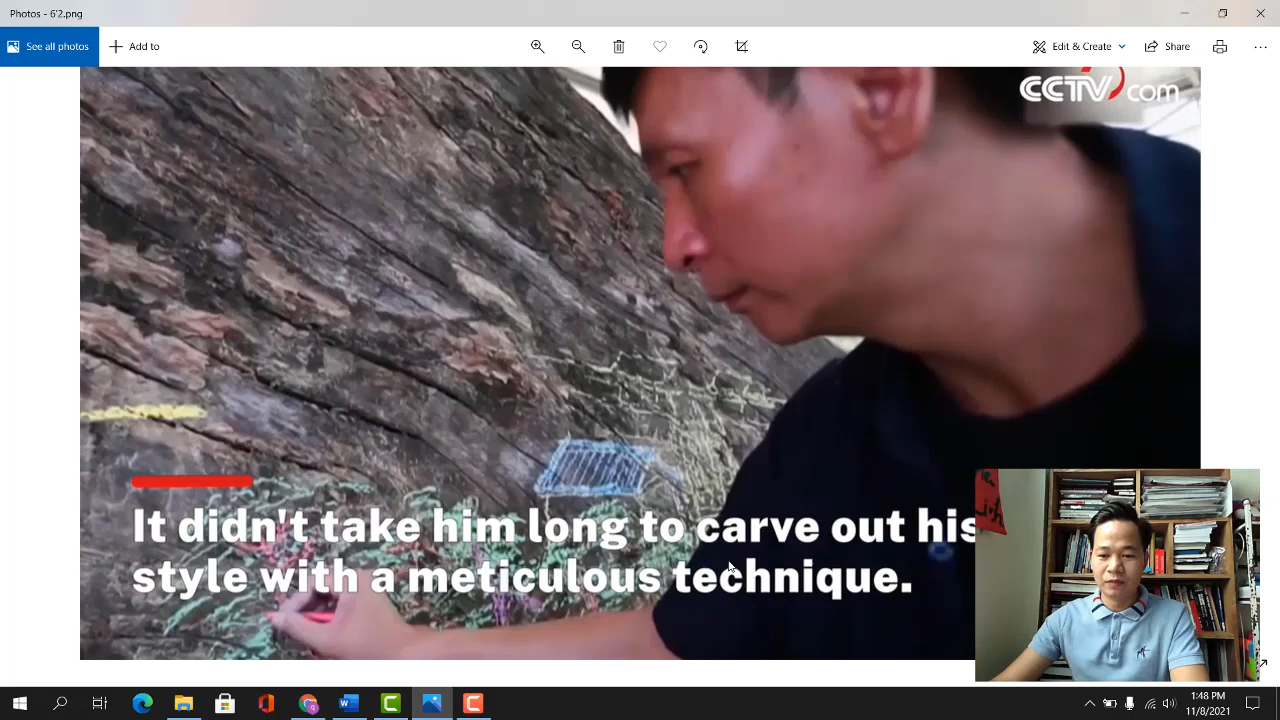 Photos - 6'2.png
See all photos
Add to
Edit & Create
Share
CCTV.com
It didn't take him long to carve out his
style with a meticulous technique.
1:48 PM
11/8/2021